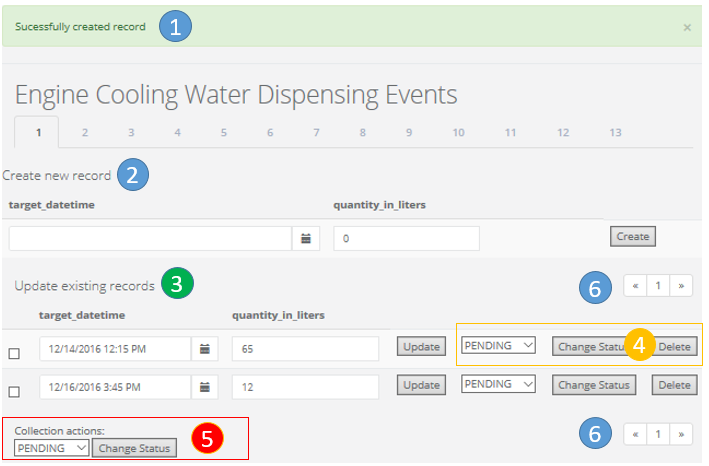 Sucessfully created record 1 ×
Engine Cooling Water Dispensing Events
1 2 3 4 5 6 7 8 9 10 11 12 13
Create new record 2
target_datetime quantity_in_liters
0 Create
Update existing records 3 6 « 1 »
target_datetime quantity_in_liters
12/14/2016 12:15 PM 65 Update PENDING Change Statu 4 Delete
12/16/2016 3:45 PM 12 Update PENDING Change Status Delete
Collection actions: 5 6 « 1 »
PENDING Change Status